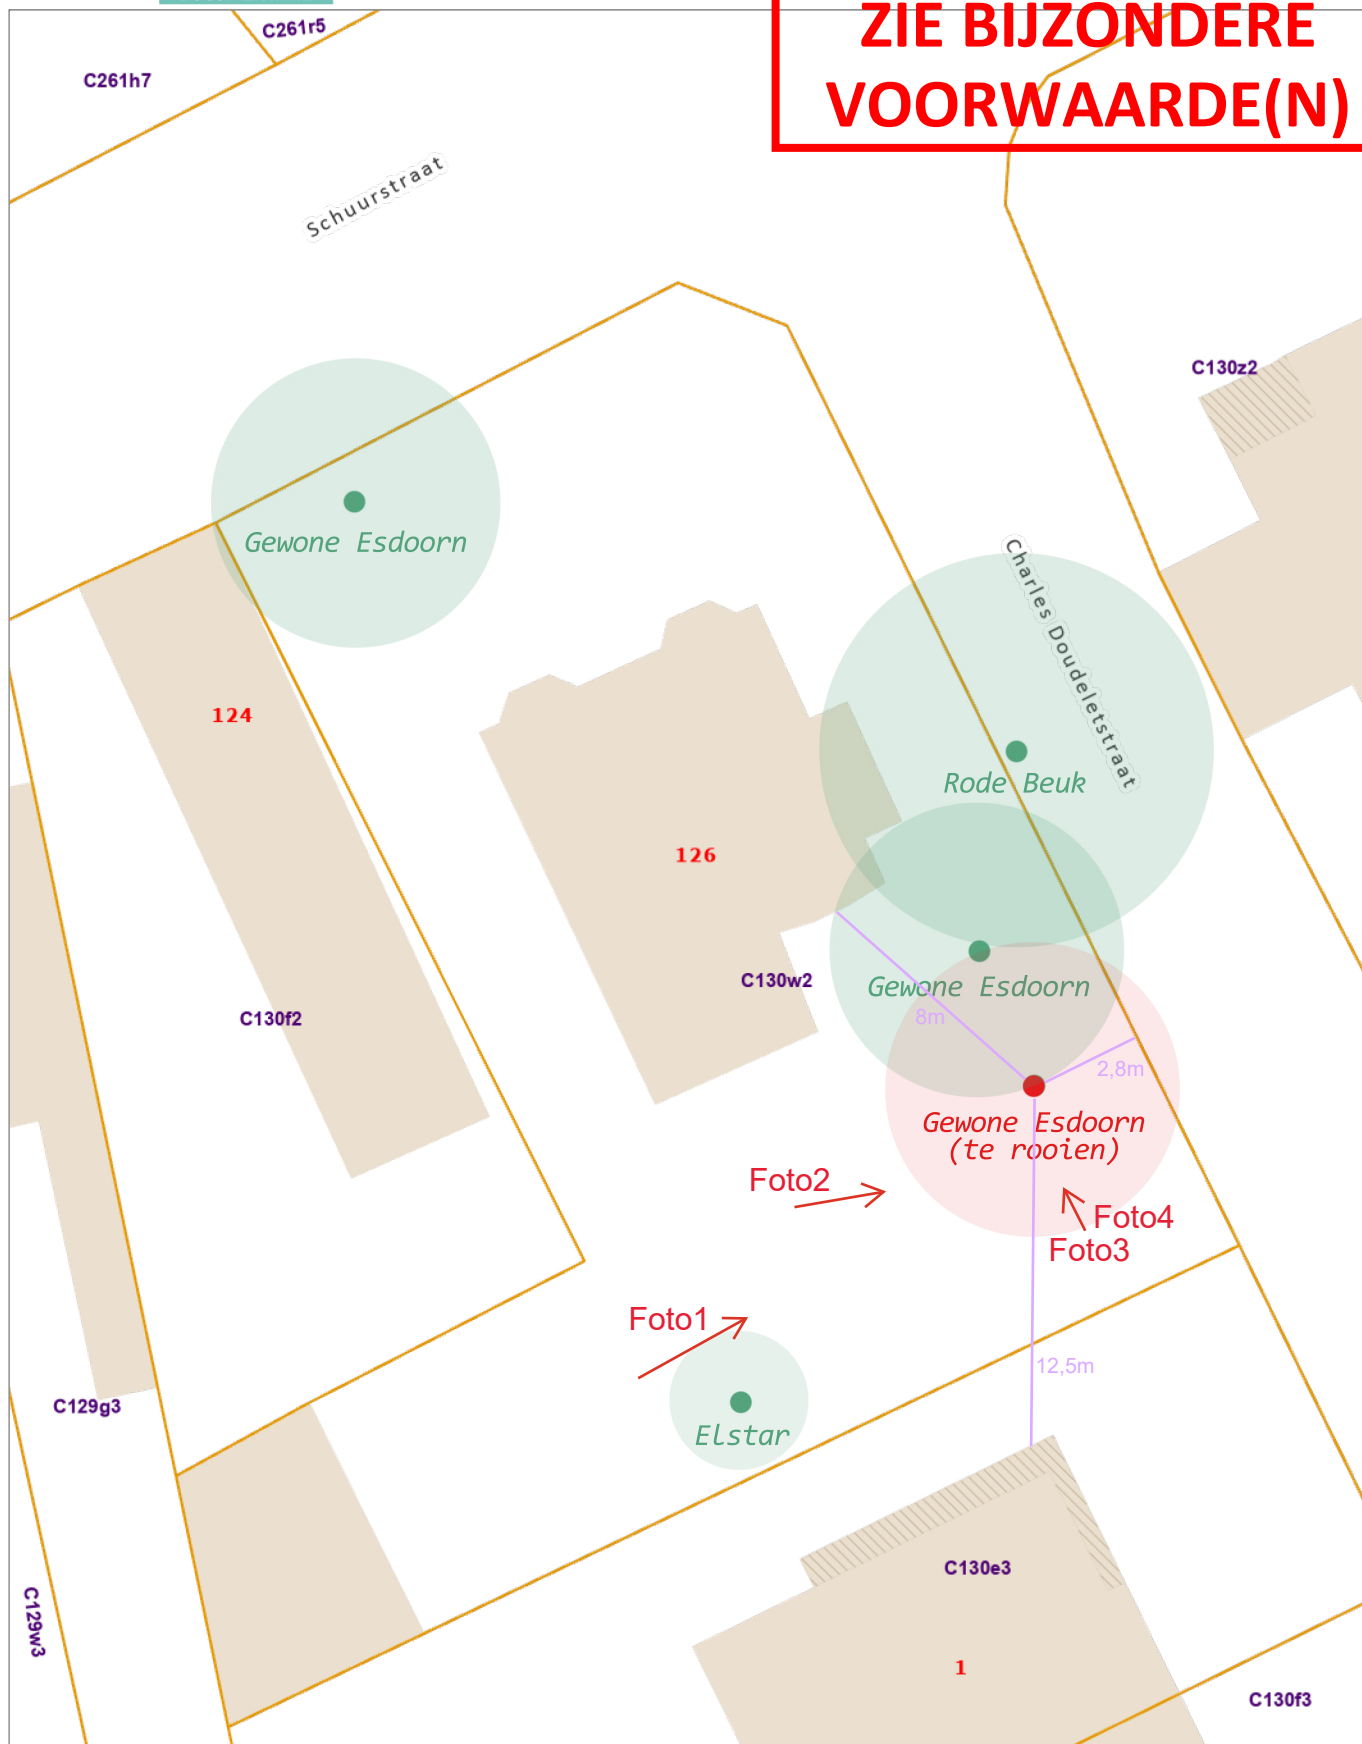 ZIE BIJZONDERE
VOORWAARDE(N)
C261r5
C261h7
Schuurstraat
C130z2
Gewone Esdoorn
Charles Doudeletstraat
124
Rode Beuk
126
C130w2
Gewone Esdoorn
8m
C130f2
2,8m
Gewone Esdoorn
(te rooien)
Foto2
Foto4
Foto3
Foto1
12,5m
C129g3
Elstar
C130e3
C129w3
1
C130f3